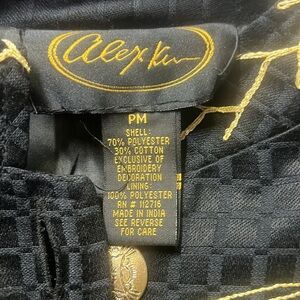 Alex Kim
PM
SHELL:
70% POLYESTER
30% COTTON
EXCLUSIVE OF
EMBROIDERY
DECORATION
LINING:
100% POLYESTER
RN # 112716
MADE IN INDIA
SEE REVERSE
FOR CARE